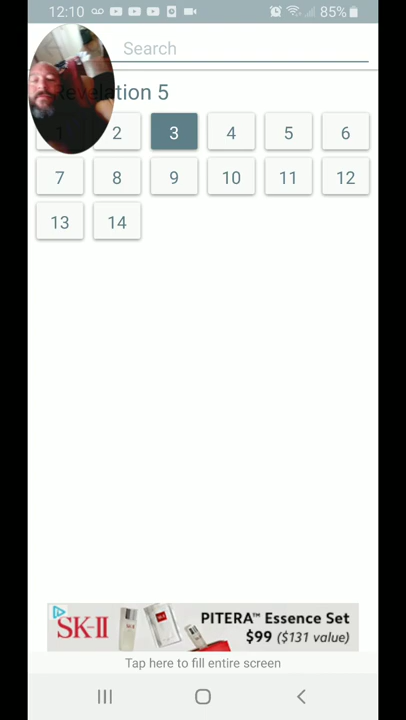 12:10 85%
Search
Revelation 5
1 2 3 4 5 6
7 8 9 10 11 12
13 14
SK-II
PITERA™ Essence Set
$99 ($131 value)
Tap here to fill entire screen